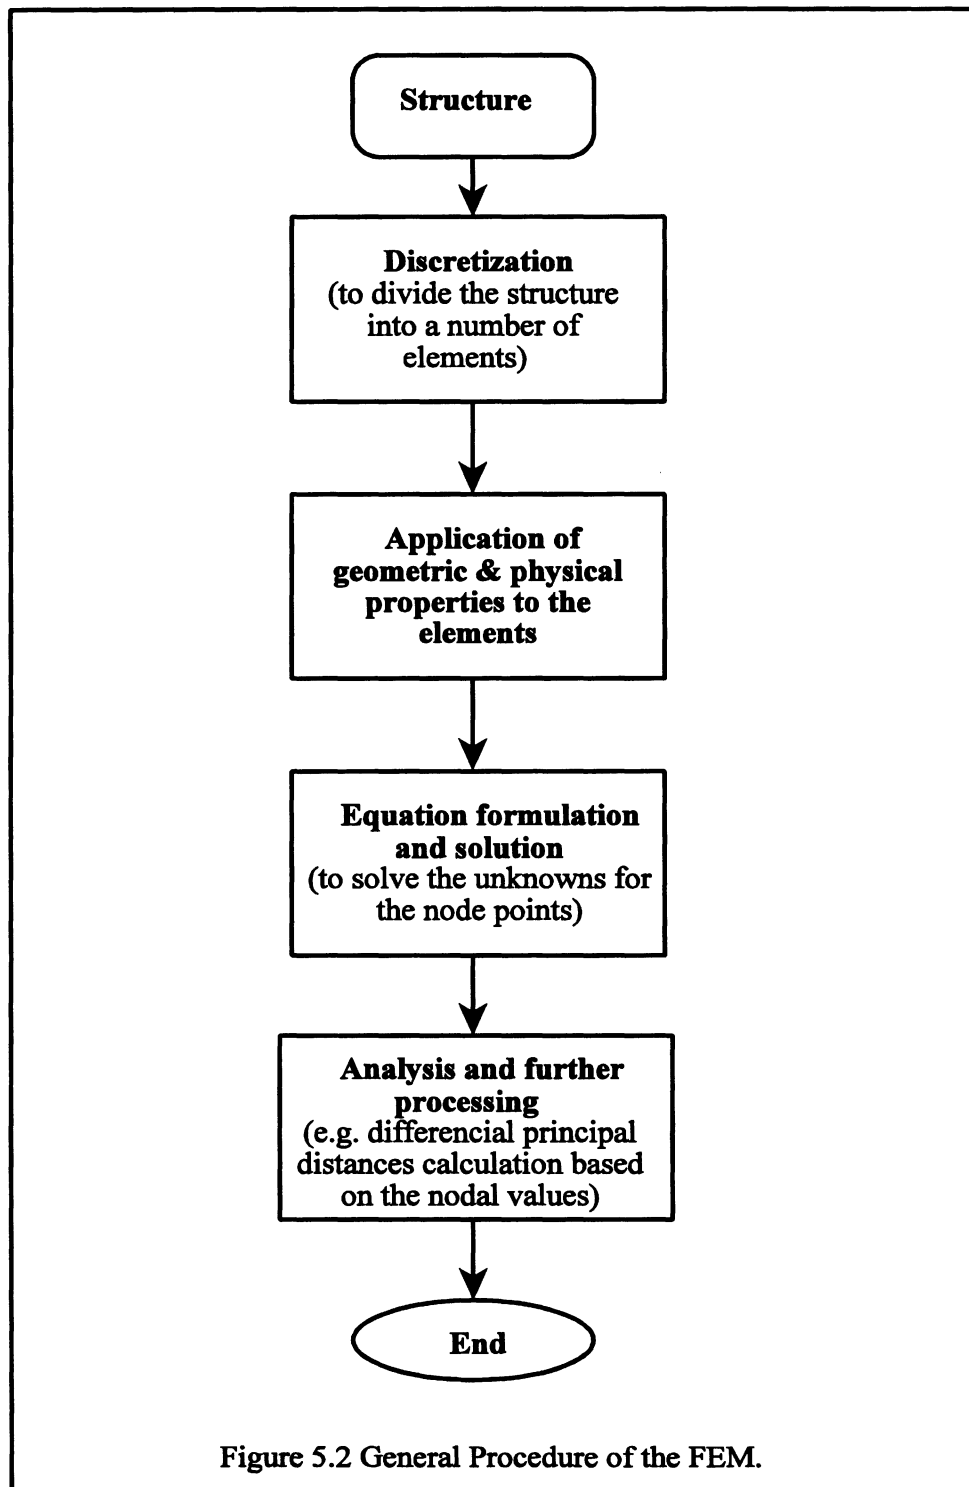 Structure
Discretization
(to divide the structure
into a number of
elements)
Application of
geometric & physical
properties to the
elements
Equation formulation
and solution
(to solve the unknowns for
the node points)
Analysis and further
processing
(e.g. differencial principal
distances calculation based
on the nodal values)
End
Figure 5.2 General Procedure of the FEM.